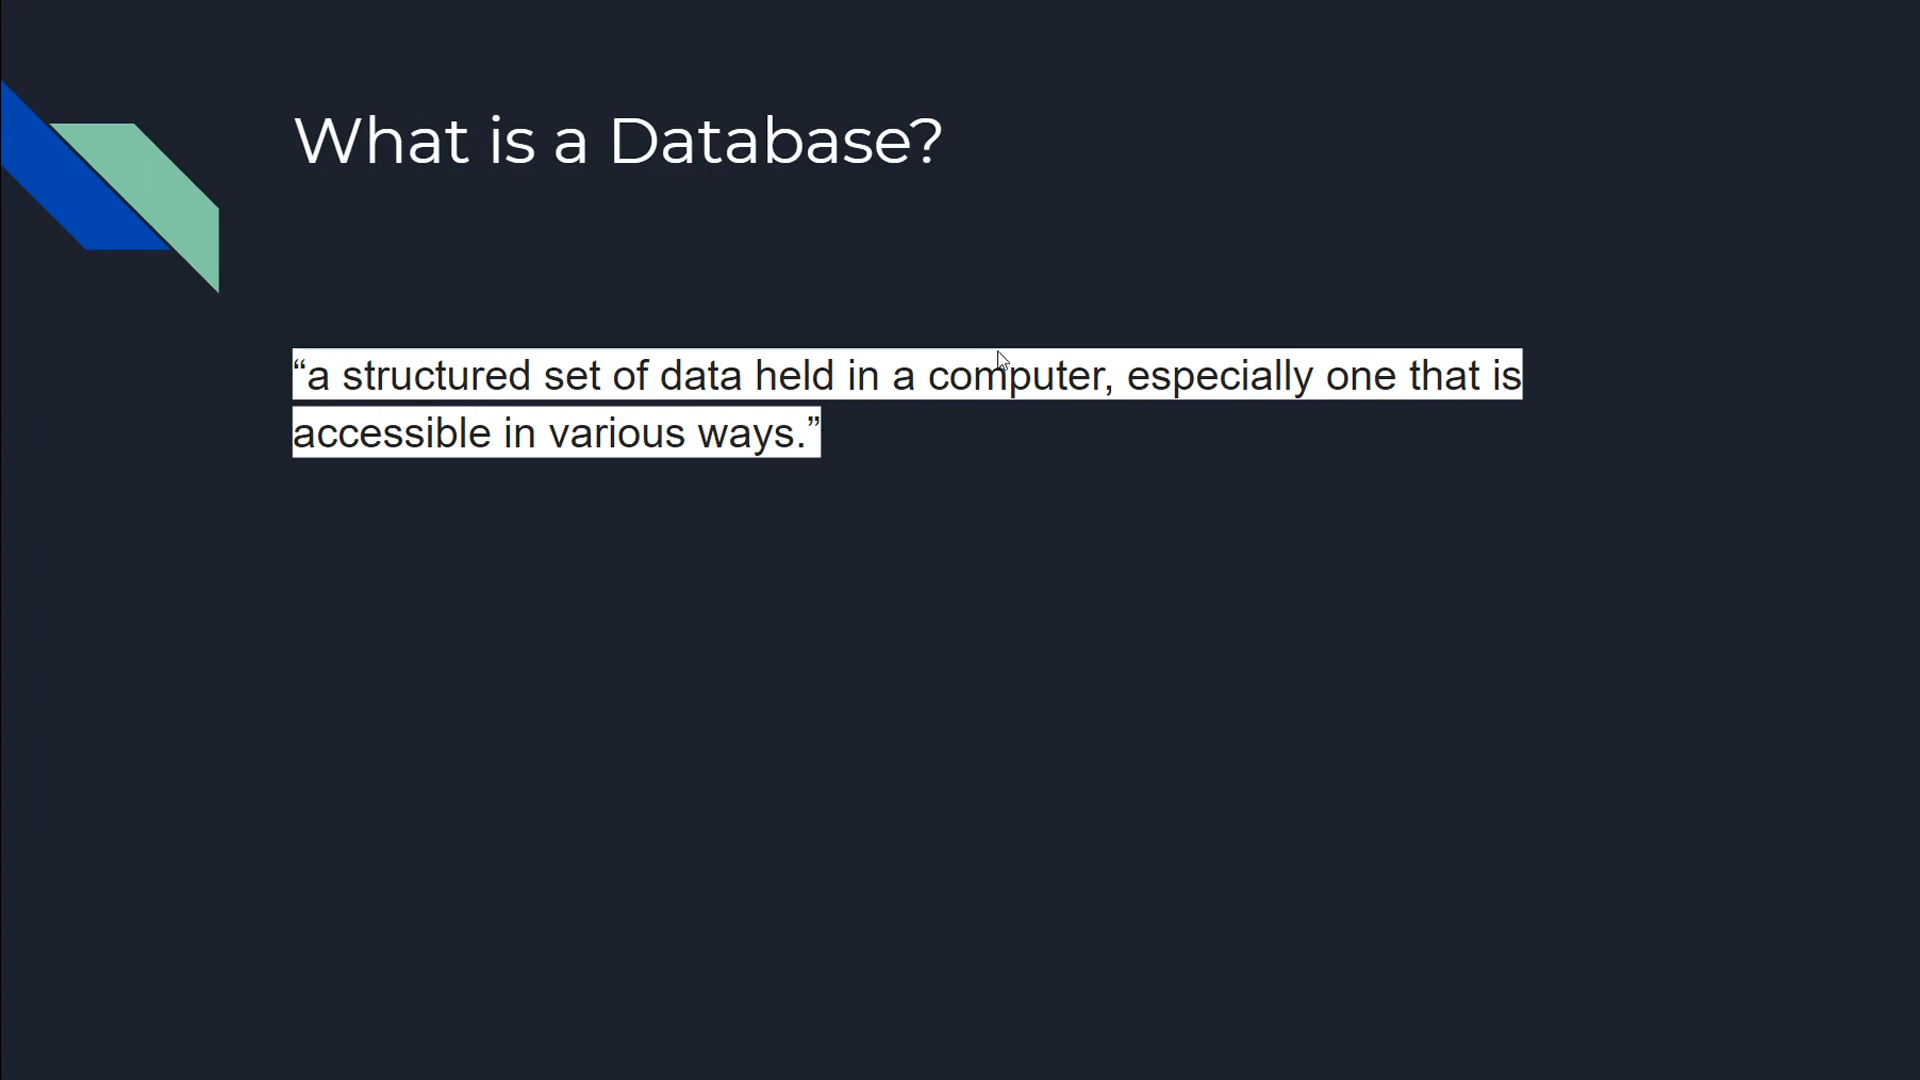 What is a Database?
“a structured set of data held in a computer, especially one that is
accessible in various ways.”